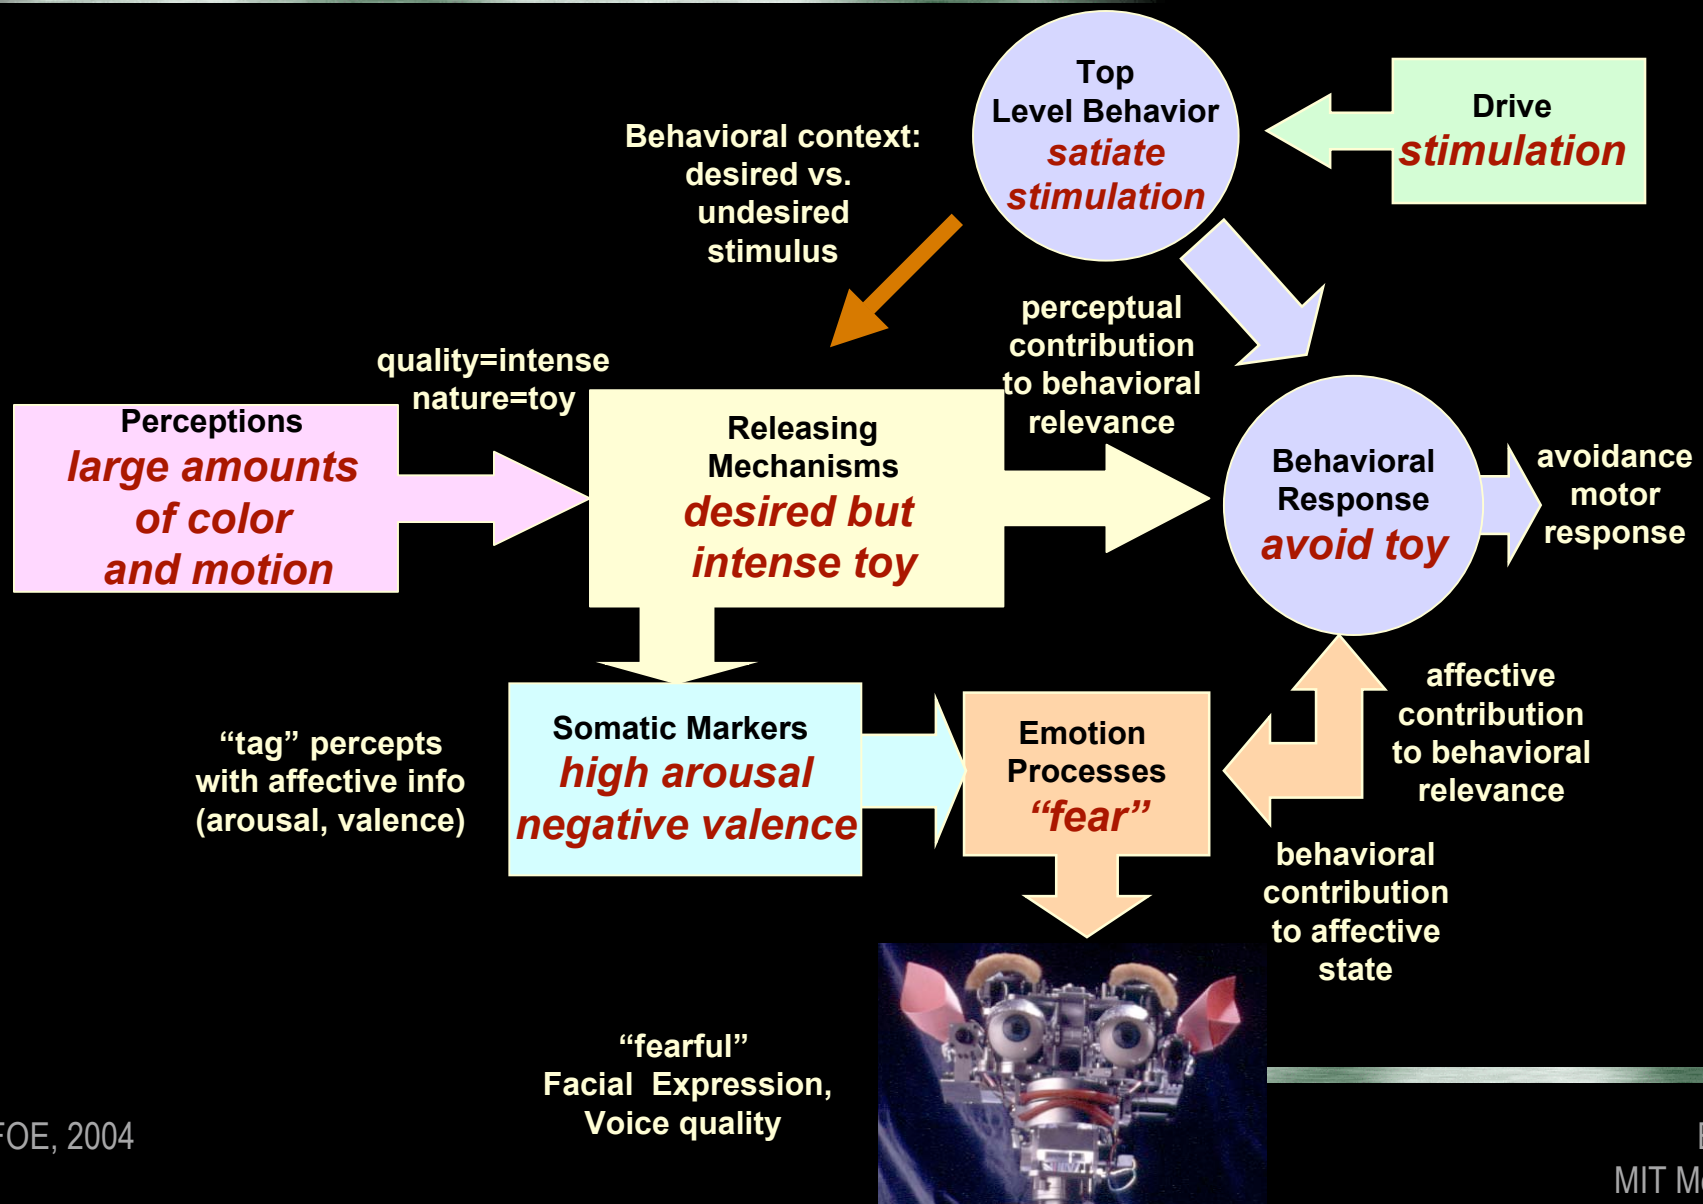 Top
Level Behavior
satiate
stimulation
Drive
stimulation
Behavioral context:
desired vs.
undesired
stimulus
perceptual
contribution
to behavioral
relevance
quality=intense
nature=toy
Perceptions
large amounts
of color
and motion
Releasing
Mechanisms
desired but
intense toy
Behavioral
Response
avoid toy
avoidance
motor
response
Somatic Markers
high arousal
negative valence
“tag” percepts
with affective info
(arousal, valence)
Emotion
Processes
“fear”
affective
contribution
to behavioral
relevance
behavioral
contribution
to affective
state
“fearful”
Facial Expression,
Voice quality
FOE, 2004
MIT M